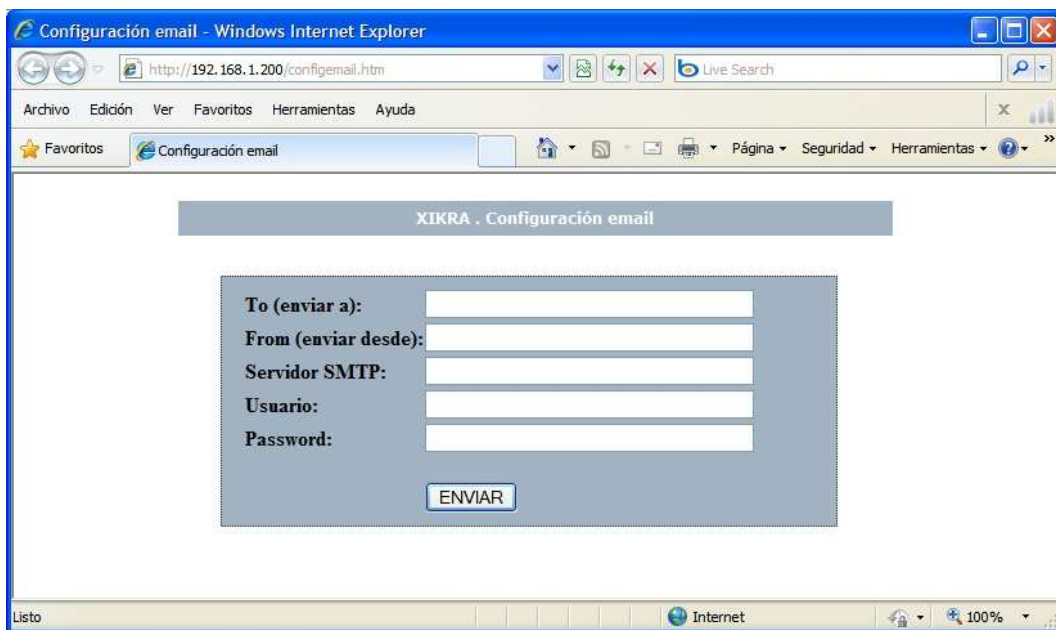 Configuración email - Windows Internet Explorer
http://192.168.1.200/configemail.htm
Live Search
Archivo Edición Ver Favoritos Herramientas Ayuda
Favoritos
Configuración email
Página Seguridad Herramientas
XIKRA . Configuración email
To (enviar a):
From (enviar desde):
Servidor SMTP:
Usuario:
Password:
ENVIAR
Listo
Internet
100%